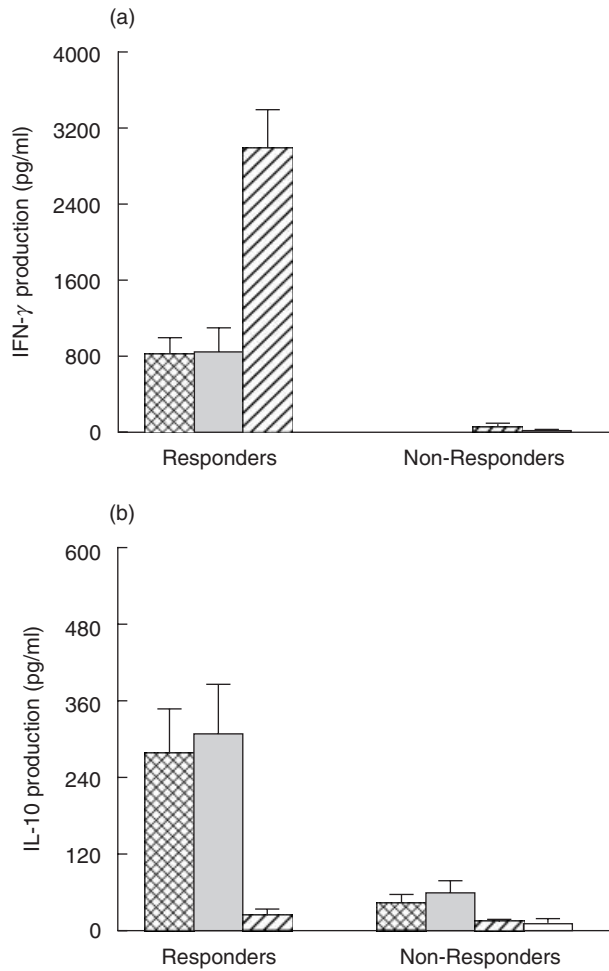 (a)
IFN-γ production (pg/ml)
4000
3200
2400
1600
800
0
Responders
Non-Responders
(b)
IL-10 production (pg/ml)
600
480
360
240
120
0
Responders
Non-Responders